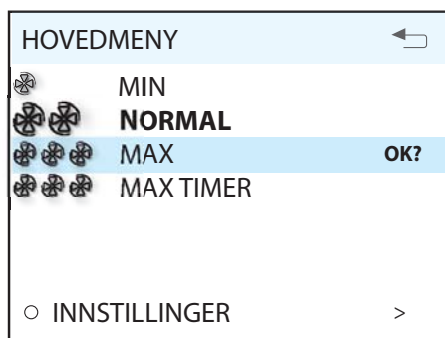 HOVEDMENY
MIN
NORMAL
MAX OK?
MAX TIMER
INNSTILLINGER >